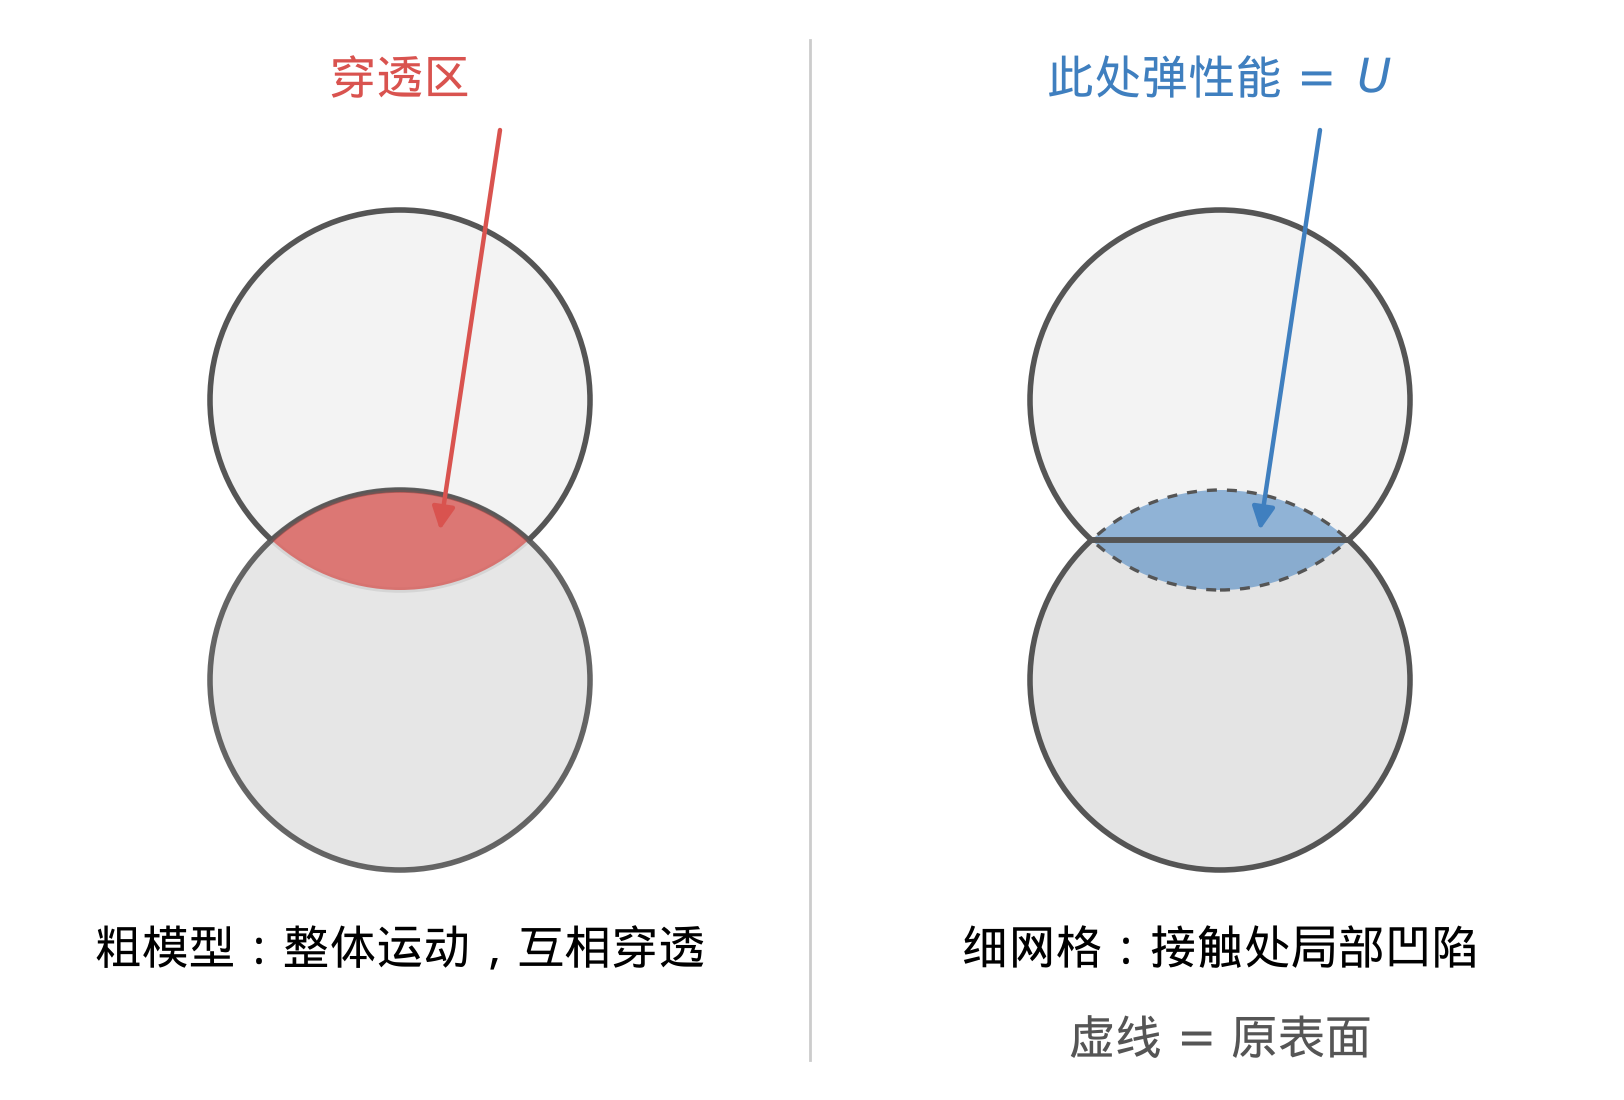 穿透区
此处弹性能 = U
粗模型：整体运动，互相穿透
细网格：接触处局部凹陷
虚线 = 原表面